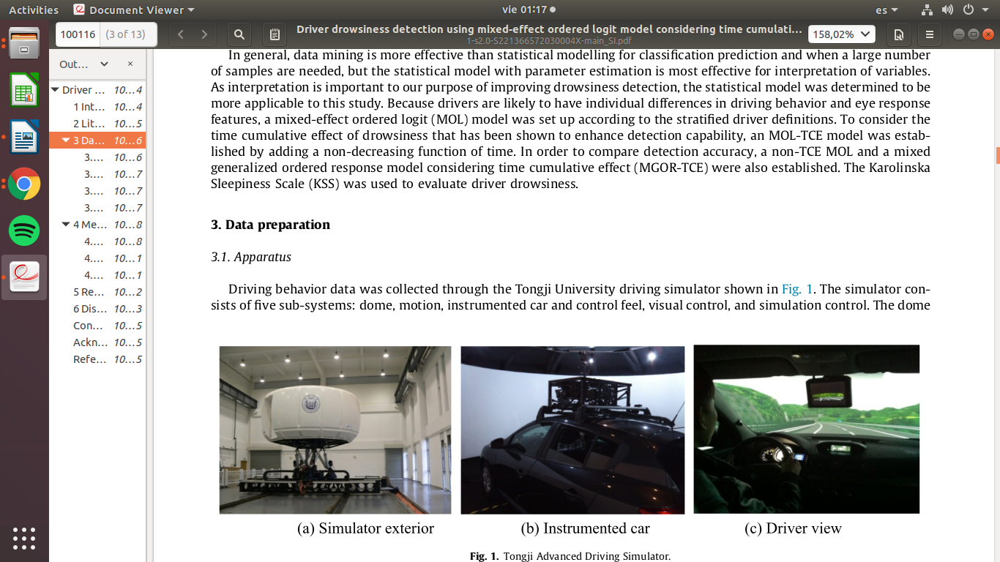 Activities
Document Viewer
vie 01:17
es
100116
(3 of 13)
Driver drowsiness detection using mixed-effect ordered logit model considering time cumulati...
1-s2.0-S221366572030004X-main_SI.pdf
158,02%
Out...
×
Driver ... 10...4
1 Int... 10...4
2 Lit... 10...5
3 Da... 10...6
3.... 10...6
3.... 10...7
3.... 10...7
3.... 10...7
4 Me... 10...8
4.... 10...8
4.... 10...1
4.... 10...1
5 Re... 10...2
6 Dis... 10...3
Con... 10...5
Ackn... 10...5
Refe... 10...5
In general, data mining is more effective than statistical modelling for classification prediction and when a large number
of samples are needed, but the statistical model with parameter estimation is most effective for interpretation of variables.
As interpretation is important to our purpose of improving drowsiness detection, the statistical model was determined to be
more applicable to this study. Because drivers are likely to have individual differences in driving behavior and eye response
features, a mixed-effect ordered logit (MOL) model was set up according to the stratified driver definitions. To consider the
time cumulative effect of drowsiness that has been shown to enhance detection capability, an MOL-TCE model was estab-
lished by adding a non-decreasing function of time. In order to compare detection accuracy, a non-TCE MOL and a mixed
generalized ordered response model considering time cumulative effect (MGOR-TCE) were also established. The Karolinska
Sleepiness Scale (KSS) was used to evaluate driver drowsiness.
3. Data preparation
3.1. Apparatus
Driving behavior data was collected through the Tongji University driving simulator shown in Fig. 1. The simulator con-
sists of five sub-systems: dome, motion, instrumented car and control feel, visual control, and simulation control. The dome
(a) Simulator exterior
(b) Instrumented car
(c) Driver view
Fig. 1. Tongji Advanced Driving Simulator.